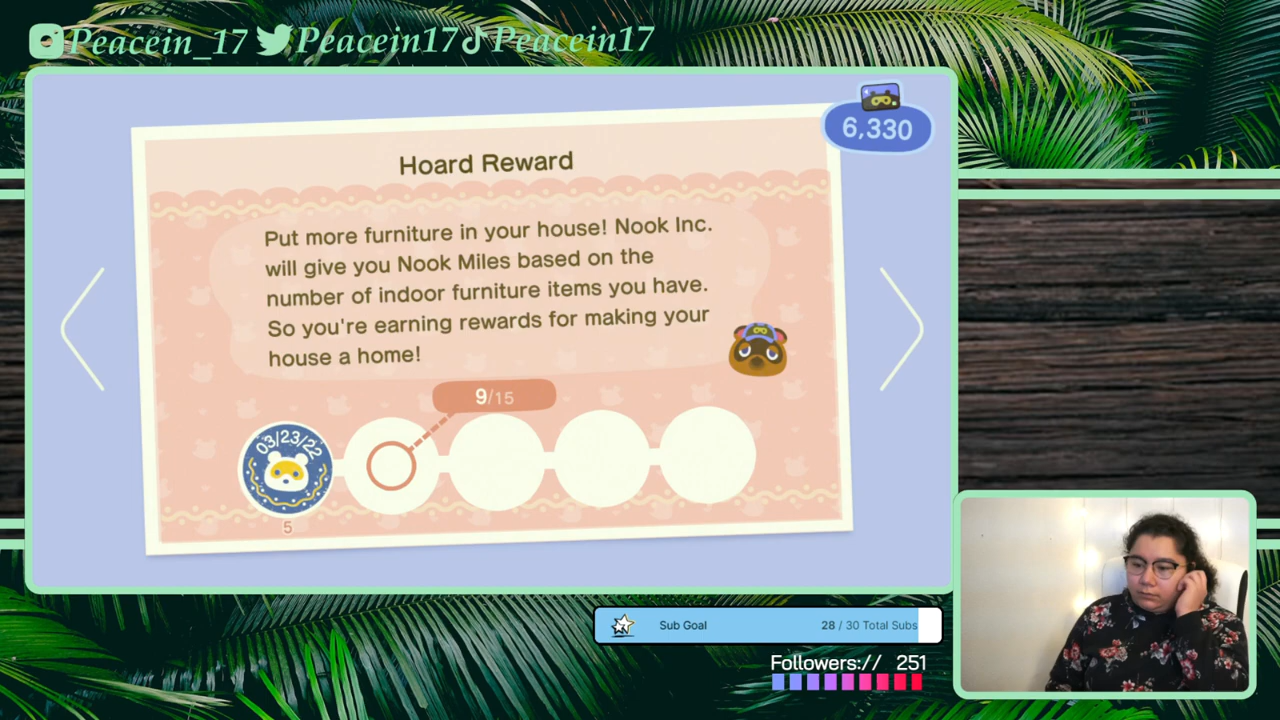 Peacein_17 Peacein17 Peacein17
6,330
Hoard Reward
Put more furniture in your house! Nook Inc.
will give you Nook Miles based on the
number of indoor furniture items you have.
So you're earning rewards for making your
house a home!
9/15
03/23/22
5
Sub Goal 28 / 30 Total Subs
Followers:// 251